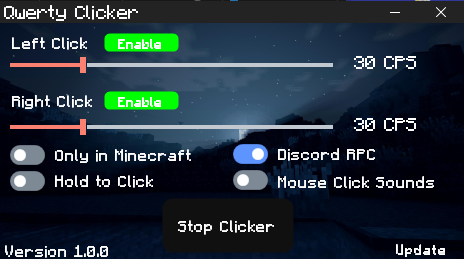 Qwerty Clicker
Left Click Enable
30 CPS
Right Click Enable
30 CPS
Only in Minecraft Discord RPC
Hold to Click Mouse Click Sounds
Stop Clicker
Version 1.0.0 Update